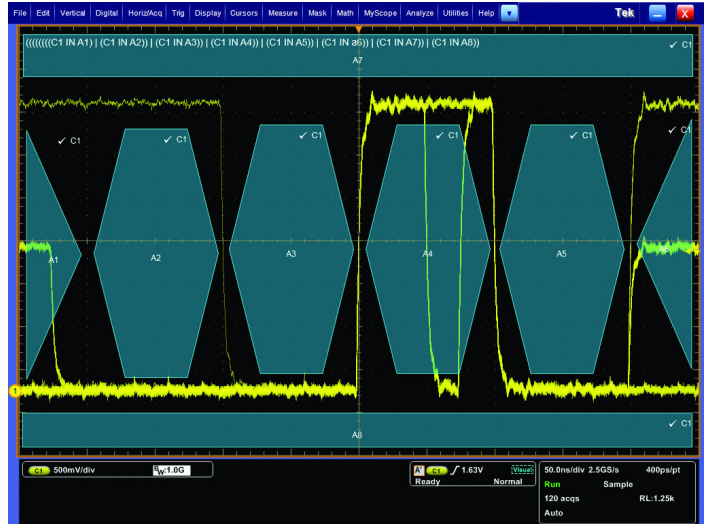 File Edit Vertical Digital Horiz/Acq Trig Display Cursors Measure Mask Math MyScope Analyze Utilities Help Tek X
((((((((C1 IN A1) | (C1 IN A2)) | (C1 IN A3)) | (C1 IN A4)) | (C1 IN A5)) | (C1 IN a6)) | (C1 IN A7)) | (C1 IN A8)) C1
A7
C1 C1 C1 C1 C1 C1
A1 A2 A3 A4 A5 A6
1
C1
A8
C1 500mV/div BW:1.0G
A' C1 1.63V Visual
Ready Normal
50.0ns/div 2.5GS/s 400ps/pt
Run Sample
120 acqs RL:1.25k
Auto